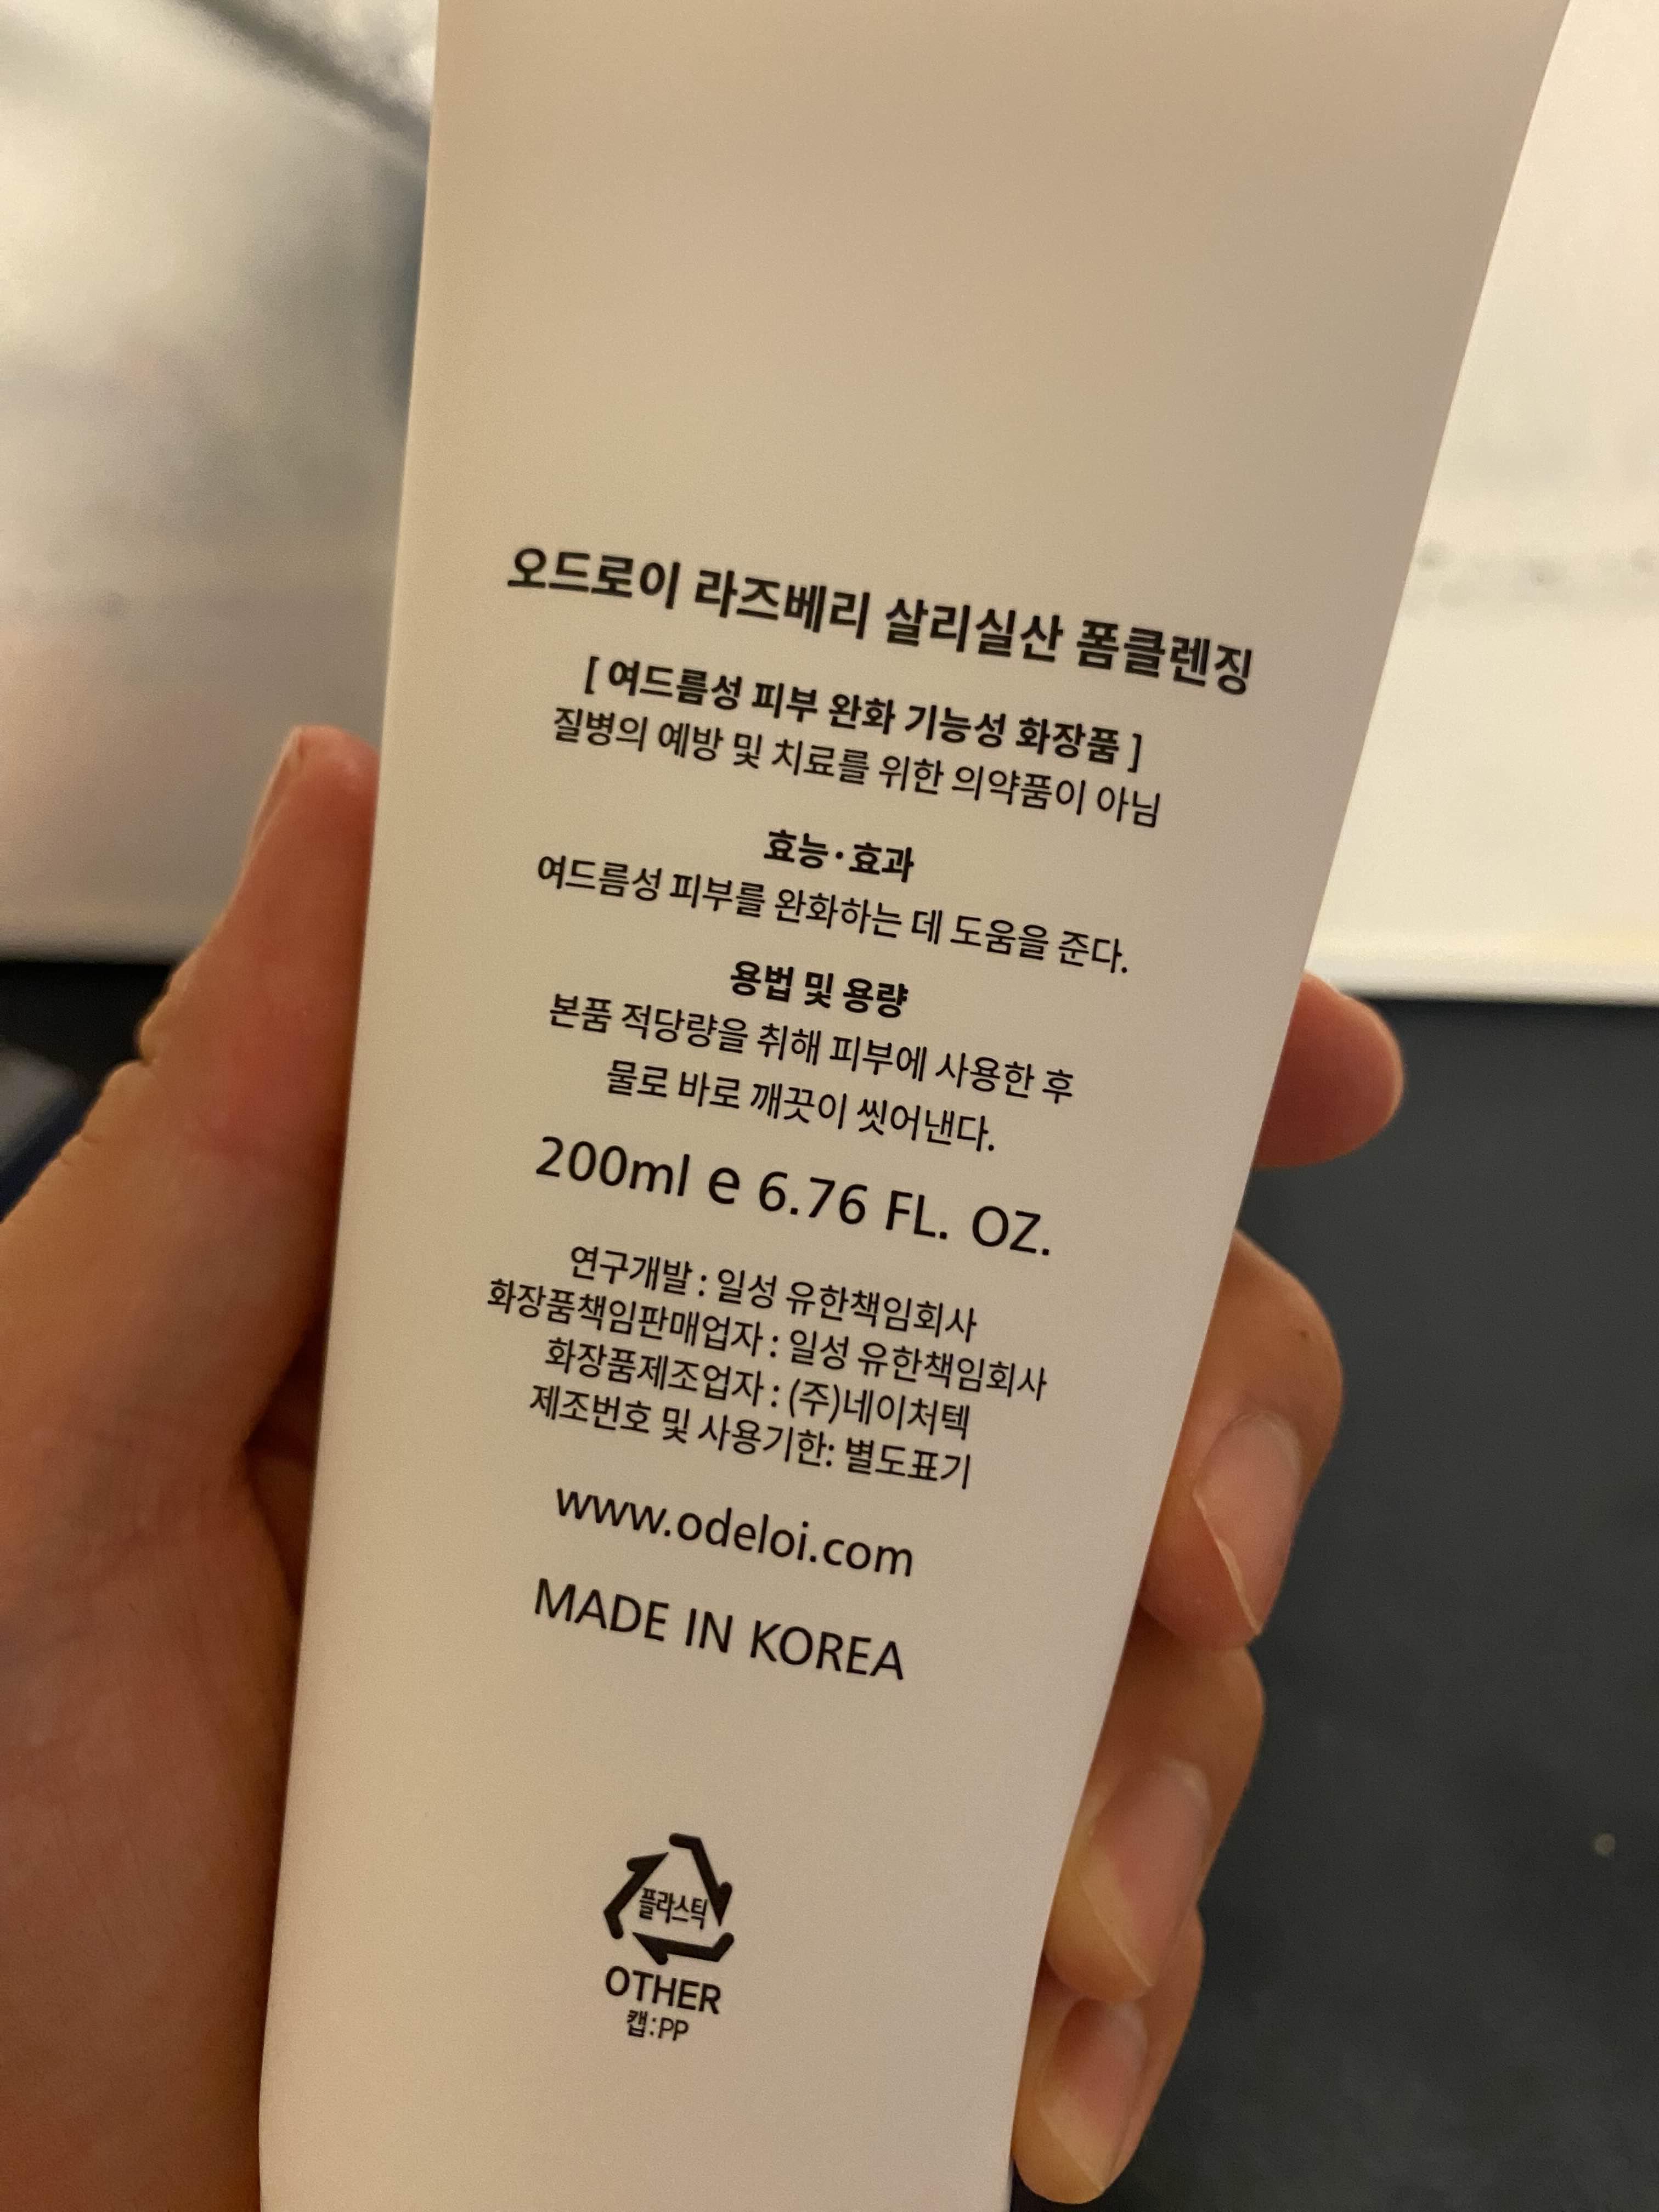 오드로이 라즈베리 살리실산 폼클렌징
[ 여드름성 피부 완화 기능성 화장품 ]
질병의 예방 및 치료를 위한 의약품이 아님
효능·효과
여드름성 피부를 완화하는 데 도움을 준다.
용법 및 용량
본품 적당량을 취해 피부에 사용한 후
물로 바로 깨끗이 씻어낸다.
200ml e 6.76 FL. OZ.
연구개발 : 일성 유한책임회사
화장품책임판매업자 : 일성 유한책임회사
화장품제조업자 : (주)네이처텍
제조번호 및 사용기한: 별도표기
www.odeloi.com
MADE IN KOREA
플라스틱
OTHER
캡:PP